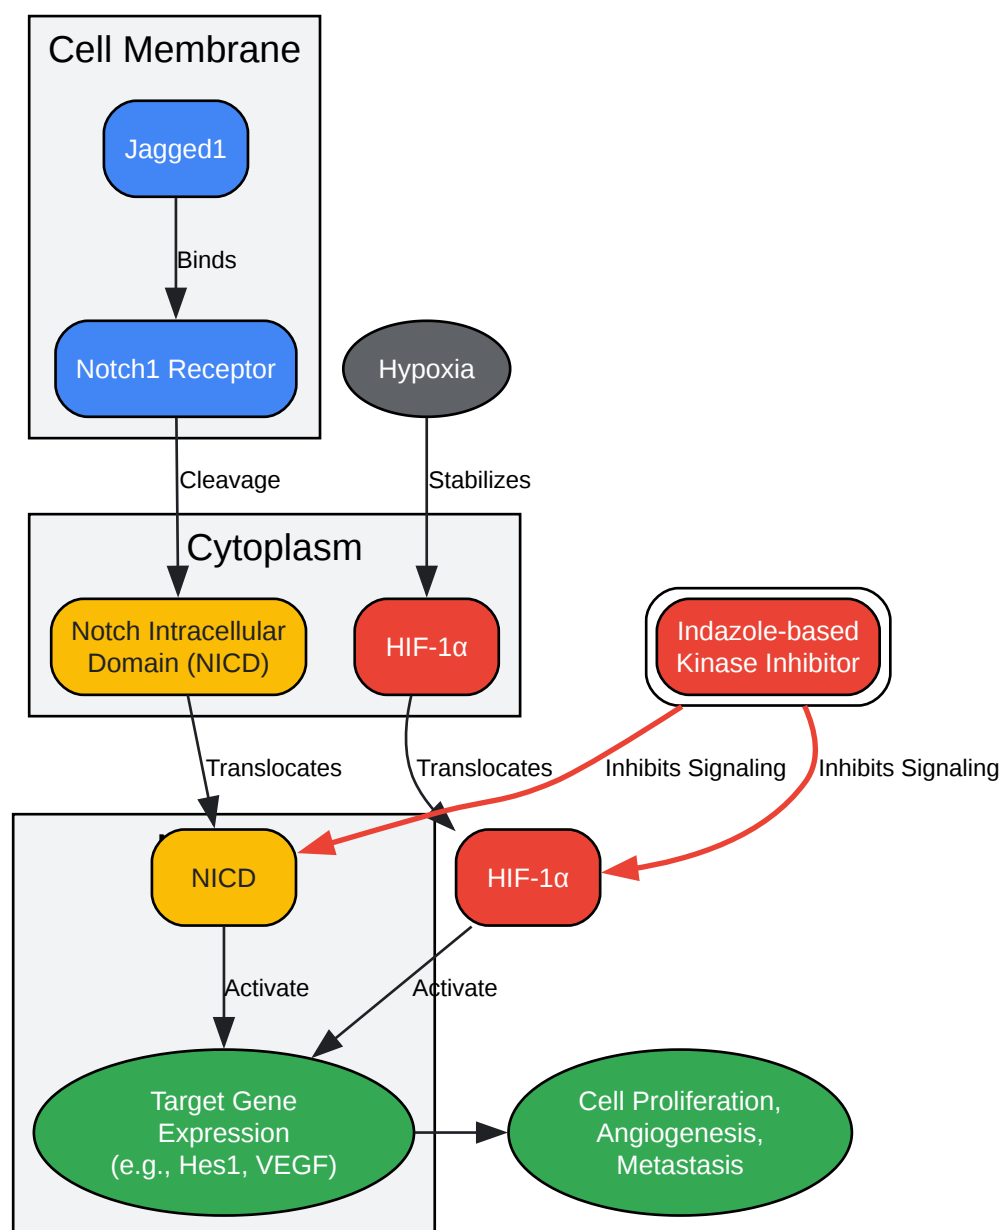 Cell Membrane
Jagged1
Binds
Notch1 Receptor
Hypoxia
Cleavage
Stabilizes
Cytoplasm
Notch Intracellular
Domain (NICD)
HIF-1α
Indazole-based
Kinase Inhibitor
Translocates
Translocates
Inhibits Signaling
Inhibits Signaling
NICD
HIF-1α
Activate
Activate
Target Gene
Expression
(e.g., Hes1, VEGF)
Cell Proliferation,
Angiogenesis,
Metastasis